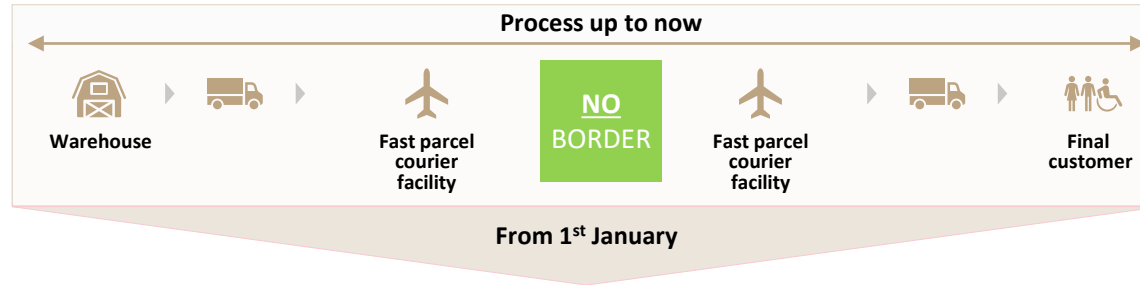 Process up to now
NO
BORDER
Warehouse
Fast parcel
courier
facility
Fast parcel
courier
facility
Final
customer
From 1st January